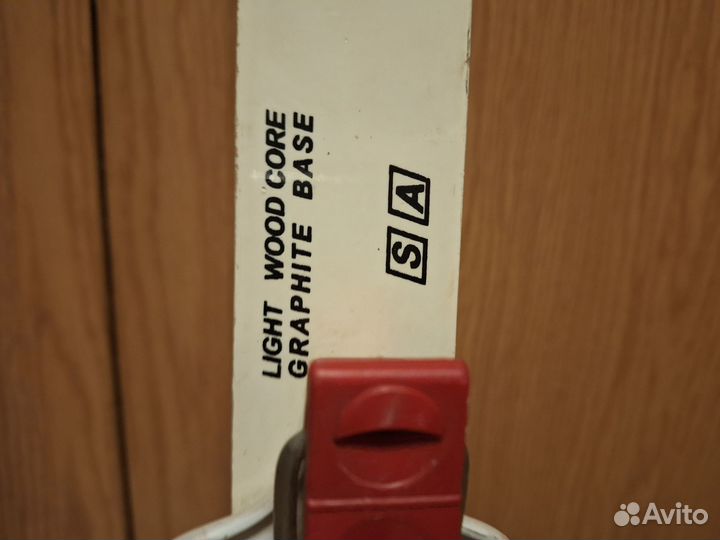 LIGHT WOOD CORE
GRAPHITE BASE
S A
Avito